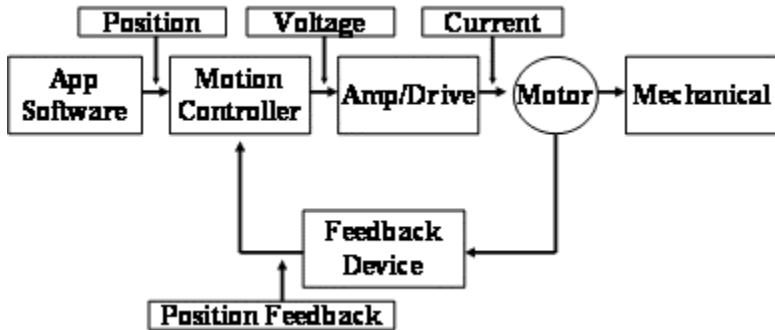 Position
Voltage
Current
App
Software
Motion
Controller
Amp/Drive
Motor
Mechanical
Feedback
Device
Position Feedback